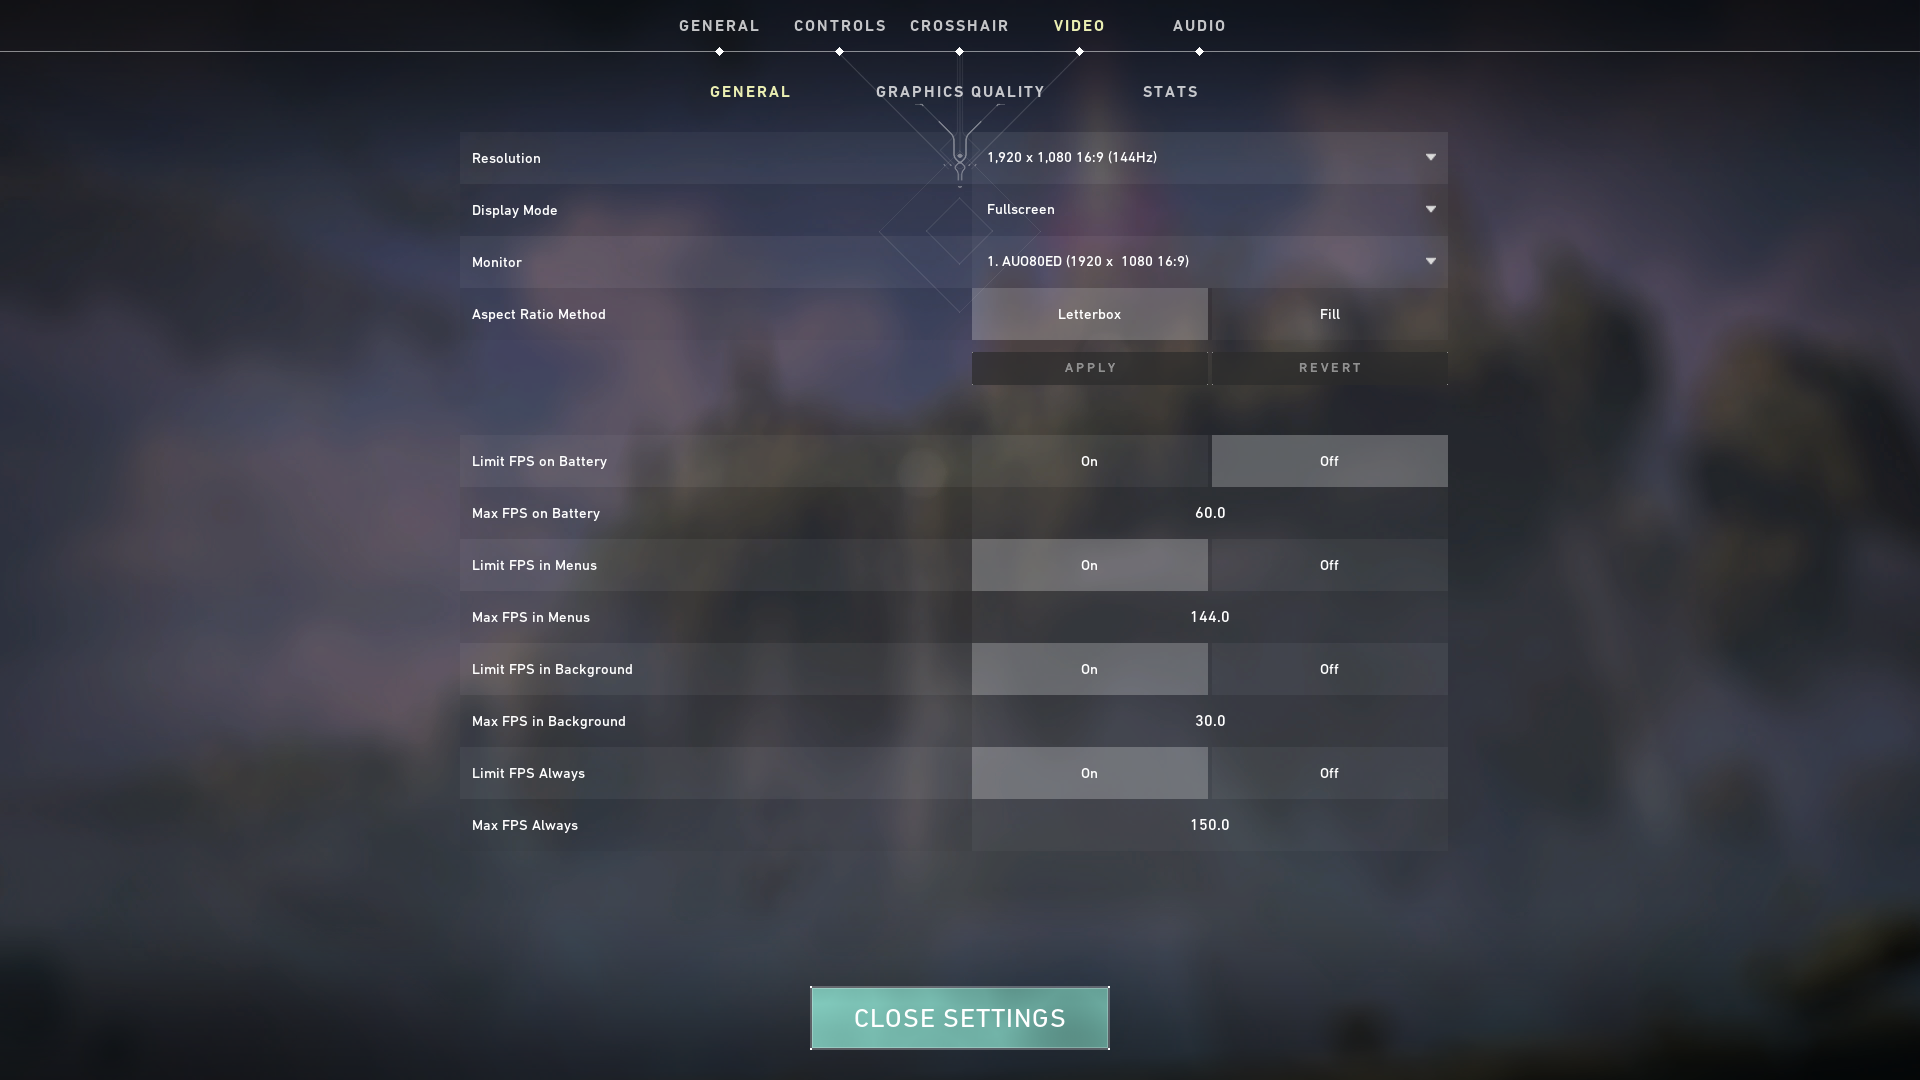 GENERAL CONTROLS CROSSHAIR VIDEO AUDIO
GENERAL GRAPHICS QUALITY STATS
Resolution 1,920 x 1,080 16:9 (144Hz)
Display Mode Fullscreen
Monitor 1. AUO80ED (1920 x 1080 16:9)
Aspect Ratio Method Letterbox Fill
APPLY REVERT
Limit FPS on Battery On Off
Max FPS on Battery 60.0
Limit FPS in Menus On Off
Max FPS in Menus 144.0
Limit FPS in Background On Off
Max FPS in Background 30.0
Limit FPS Always On Off
Max FPS Always 150.0
CLOSE SETTINGS